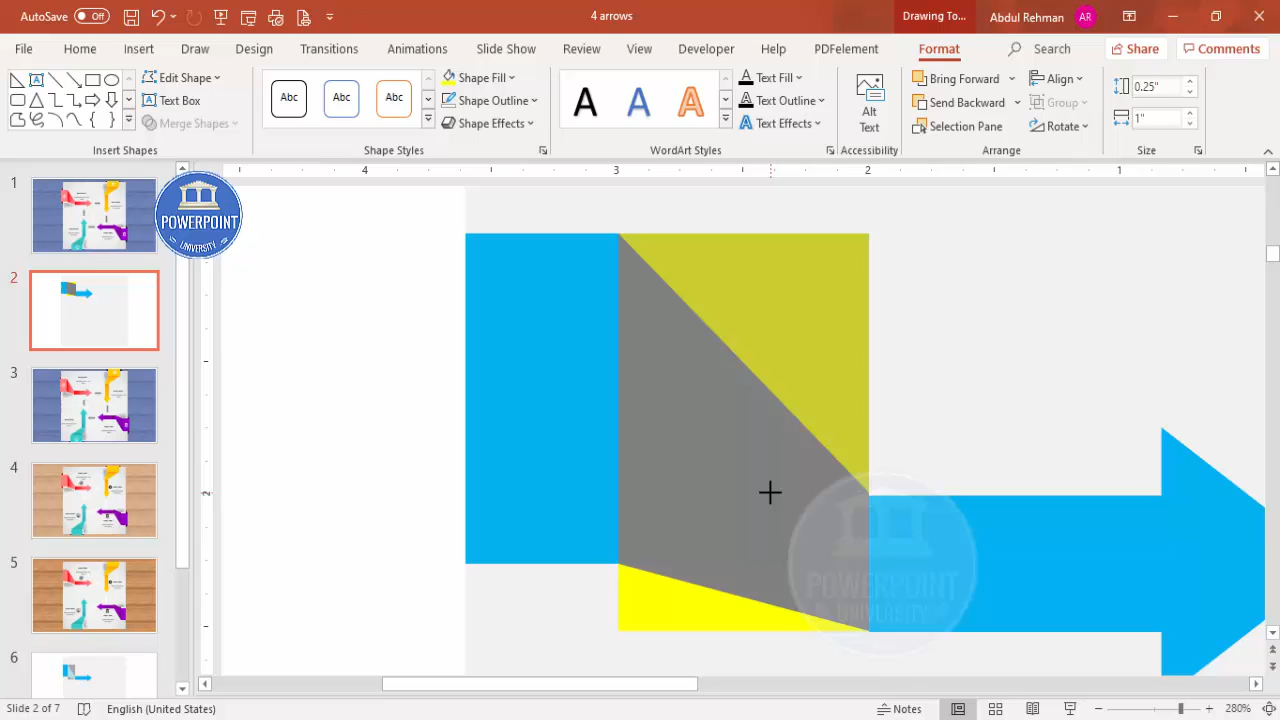 AutoSave Off
4 arrows
Drawing To...
Abdul Rehman AR
File Home Insert Draw Design Transitions Animations Slide Show Review View Developer Help PDFelement Format Search Share Comments
Edit Shape
Text Box
Merge Shapes
Insert Shapes
Abc Abc Abc
Shape Fill
Shape Outline
Shape Effects
Shape Styles
A A A
Text Fill
Text Outline
Text Effects
WordArt Styles
Alt
Text
Accessibility
Bring Forward
Send Backward
Selection Pane
Align
Group
Rotate
Arrange
0.25"
1"
Size
4 3 2 1
1
2
3
4
5
6
POWERPOINT
UNIVERSITY
2
POWERPOINT
UNIVERSITY
Slide 2 of 7 English (United States) Notes 280%